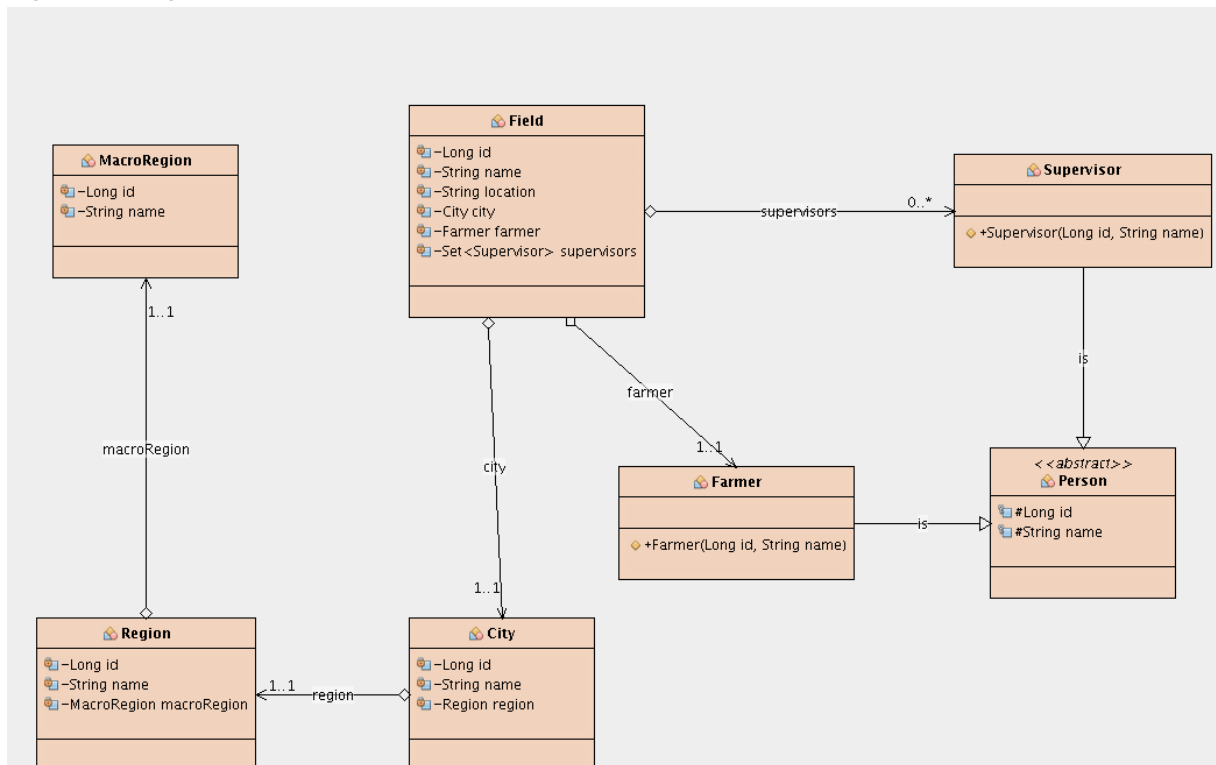 Field
-Long id
-String name
-String location
-City city
-Farmer farmer
-Set<Supervisor> supervisors
MacroRegion
-Long id
-String name
Supervisor
+Supervisor(Long id, String name)
supervisors
0..*
1..1
is
farmer
macroRegion
1..1
city
<<abstract>>
Person
#Long id
#String name
Farmer
+Farmer(Long id, String name)
is
1..1
Region
-Long id
-String name
-MacroRegion macroRegion
1..1
region
City
-Long id
-String name
-Region region